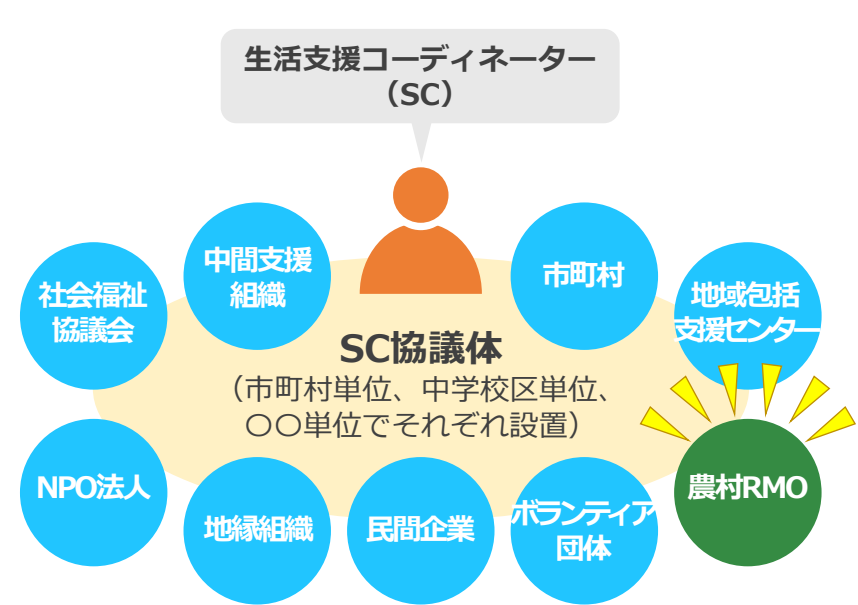 生活支援コーディネーター
（SC）
中間支援
組織
市町村
社会福祉
協議会
地域包括
支援センター
SC協議体
（市町村単位、中学校区単位、
〇〇単位でそれぞれ設置）
NPO法人
地縁組織
民間企業
ボランティア
団体
農村RMO